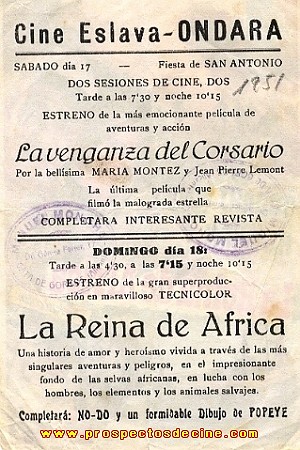 Cine Eslava-ONDARA
SABADO dia 17 — Fiesta de SAN ANTONIO
DOS SESIONES DE CINE, DOS
Tarde a las 7'30 y noche 10'15
1951
ESTRENO de la más emocionante pelicula de
aventuras y acción
La venganza del Corsario
Por la bellísima MARIA MONTEZ y Jean Pierre Lemont
La última pelicula que
filmó la malograda estrella
COMPLETARA INTERESANTE REVISTA
DOMINGO día 18:
Tarde a las 4'30, a las 7'15 y noche 10'15
ESTRENO de la gran superproduc-
ción en maravilloso TECNICOLOR
La Reina de Africa
Una historia de amor y heroísmo vivida a través de las más
singulares aventuras y peligros, en el impresionante
fondo de las selvas africanas, en lucha con los
hombres, los elementos y los animales salvajes.
Completará: NO-DO y un formidable Dibujo de POPEYE
www.prospectosdecine.com